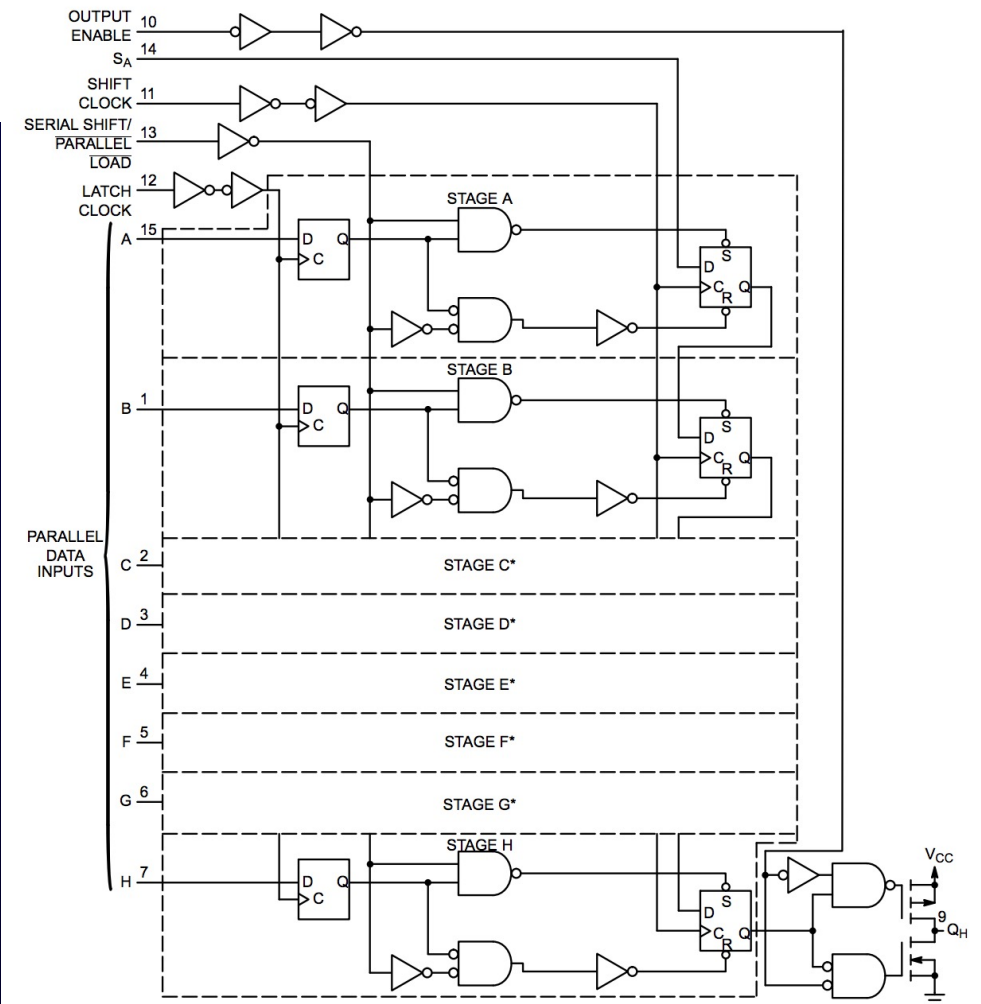 OUTPUT
ENABLE 10
SA 14
SHIFT
CLOCK 11
SERIAL SHIFT/
PARALLEL 13
LOAD
LATCH 12
CLOCK
STAGE A
A 15
D Q
C
S
D
C Q
R
STAGE B
B 1
D Q
C
S
D
C Q
R
PARALLEL
DATA
INPUTS
C 2
STAGE C*
D 3
STAGE D*
E 4
STAGE E*
F 5
STAGE F*
G 6
STAGE G*
STAGE H
H 7
D Q
C
S
D
C Q
R
VCC
9
QH